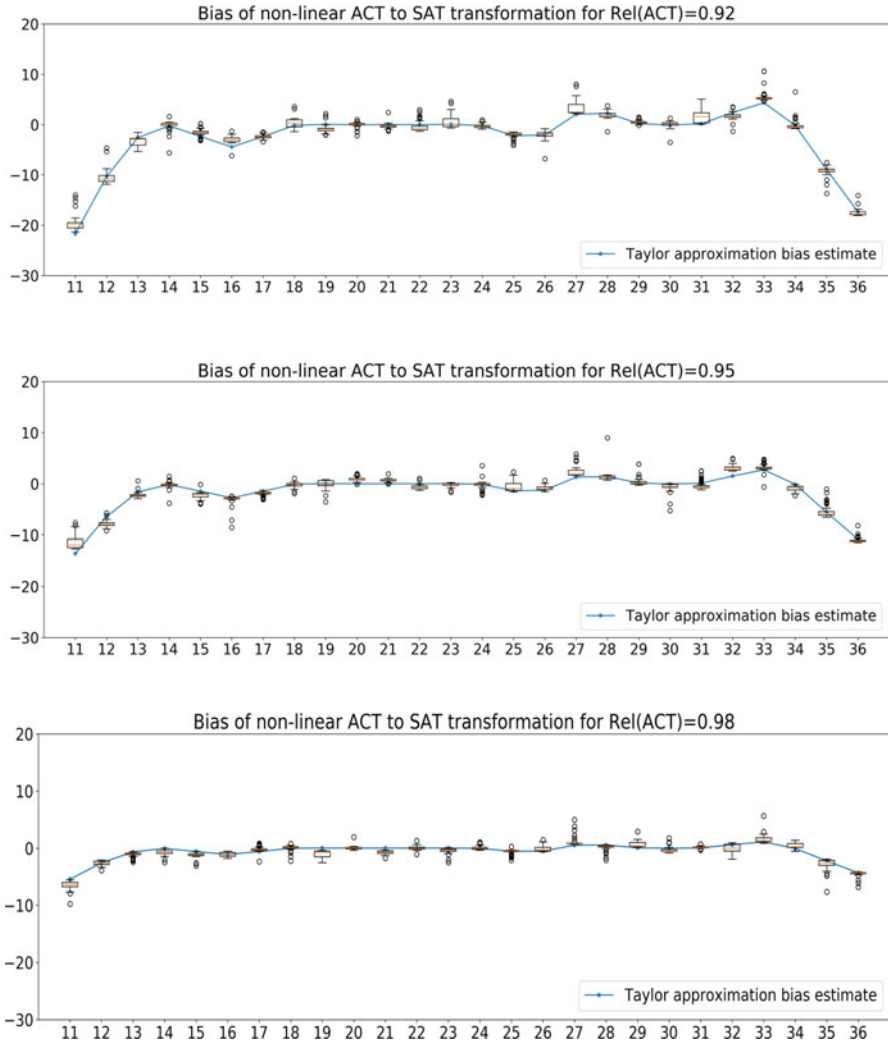 Bias of non-linear ACT to SAT transformation for Rel(ACT)=0.92
20
10
0
−10
−20
−30
Taylor approximation bias estimate
11 12 13 14 15 16 17 18 19 20 21 22 23 24 25 26 27 28 29 30 31 32 33 34 35 36
Bias of non-linear ACT to SAT transformation for Rel(ACT)=0.95
20
10
0
−10
−20
−30
Taylor approximation bias estimate
11 12 13 14 15 16 17 18 19 20 21 22 23 24 25 26 27 28 29 30 31 32 33 34 35 36
Bias of non-linear ACT to SAT transformation for Rel(ACT)=0.98
20
10
0
−10
−20
−30
Taylor approximation bias estimate
11 12 13 14 15 16 17 18 19 20 21 22 23 24 25 26 27 28 29 30 31 32 33 34 35 36